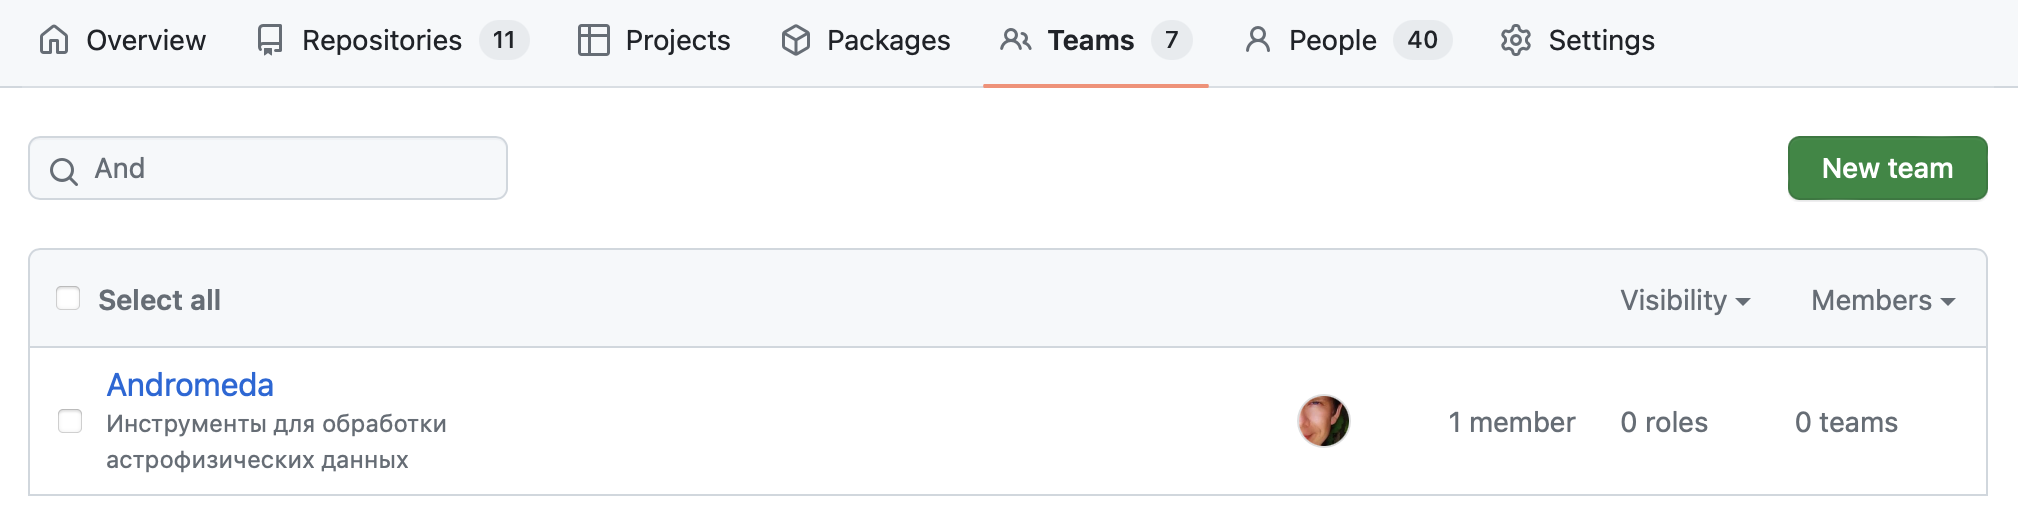 Overview Repositories 11 Projects Packages Teams 7 People 40 Settings
And
New team
Select all Visibility Members
Andromeda
Инструменты для обработки
астрофизических данных
1 member 0 roles 0 teams